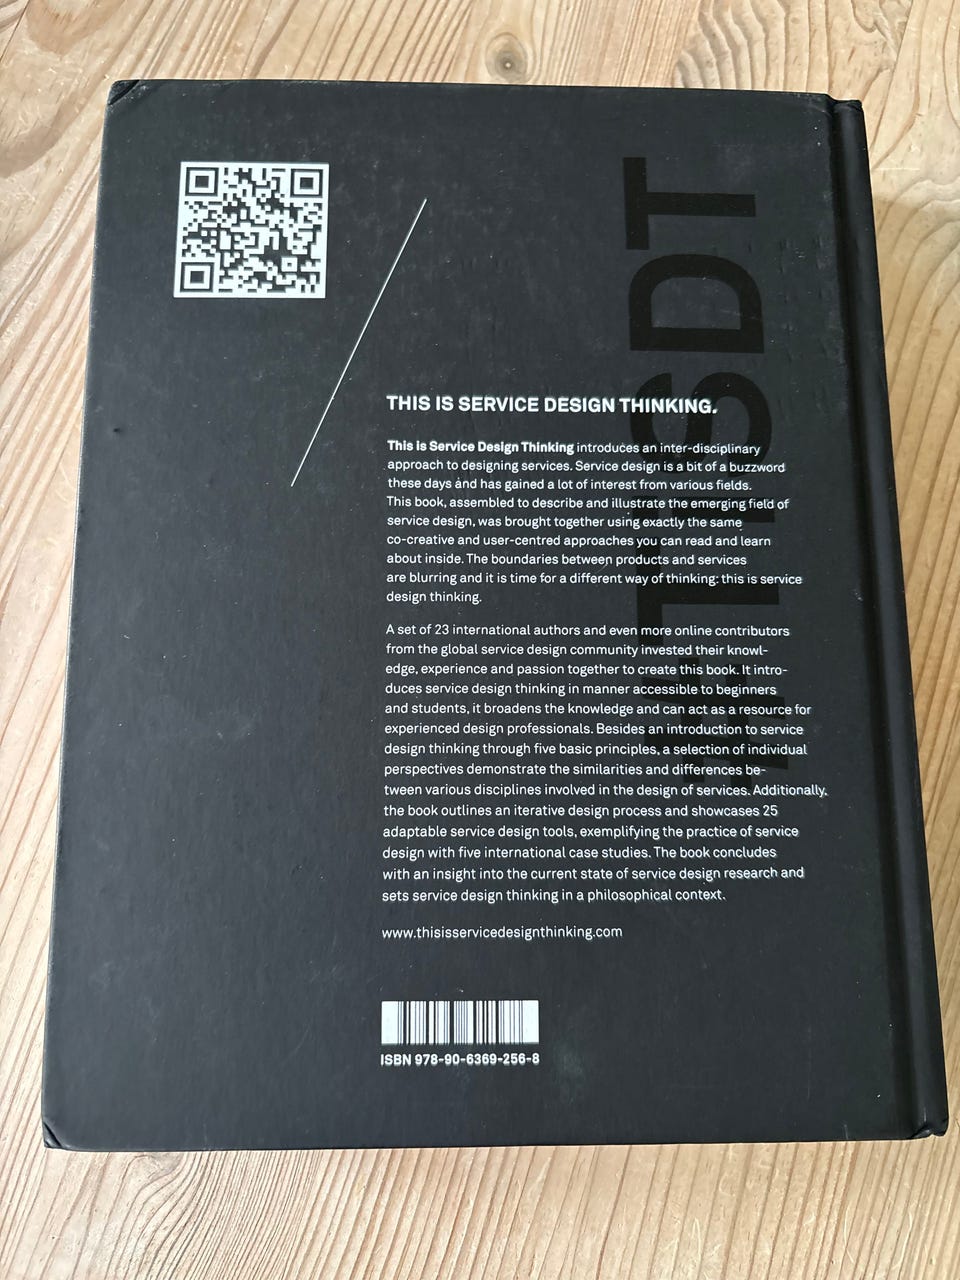 #TISDT
THIS IS SERVICE DESIGN THINKING.
This is Service Design Thinking introduces an inter-disciplinary
approach to designing services. Service design is a bit of a buzzword
these days and has gained a lot of interest from various fields.
This book, assembled to describe and illustrate the emerging field of
service design, was brought together using exactly the same
co-creative and user-centred approaches you can read and learn
about inside. The boundaries between products and services
are blurring and it is time for a different way of thinking: this is service
design thinking.
A set of 23 international authors and even more online contributors
from the global service design community invested their knowl-
edge, experience and passion together to create this book. It intro-
duces service design thinking in manner accessible to beginners
and students, it broadens the knowledge and can act as a resource for
experienced design professionals. Besides an introduction to service
design thinking through five basic principles, a selection of individual
perspectives demonstrate the similarities and differences be-
tween various disciplines involved in the design of services. Additionally,
the book outlines an iterative design process and showcases 25
adaptable service design tools, exemplifying the practice of service
design with five international case studies. The book concludes
with an insight into the current state of service design research and
sets service design thinking in a philosophical context.
www.thisisservicedesignthinking.com
ISBN 978-90-6369-256-8